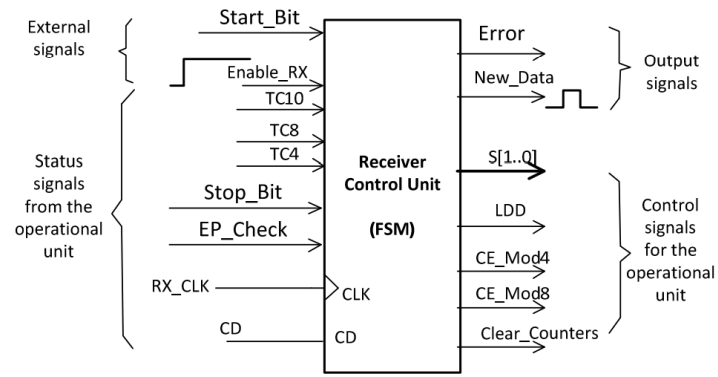 External
signals
Start_Bit
Enable_RX
TC10
TC8
TC4
Status
signals
from the
operational
unit
Stop_Bit
EP_Check
RX_CLK
CD
Receiver
Control Unit
(FSM)
CLK
CD
Error
New_Data
Output
signals
S[1..0]
LDD
CE_Mod4
CE_Mod8
Clear_Counters
Control
signals
for the
operational
unit